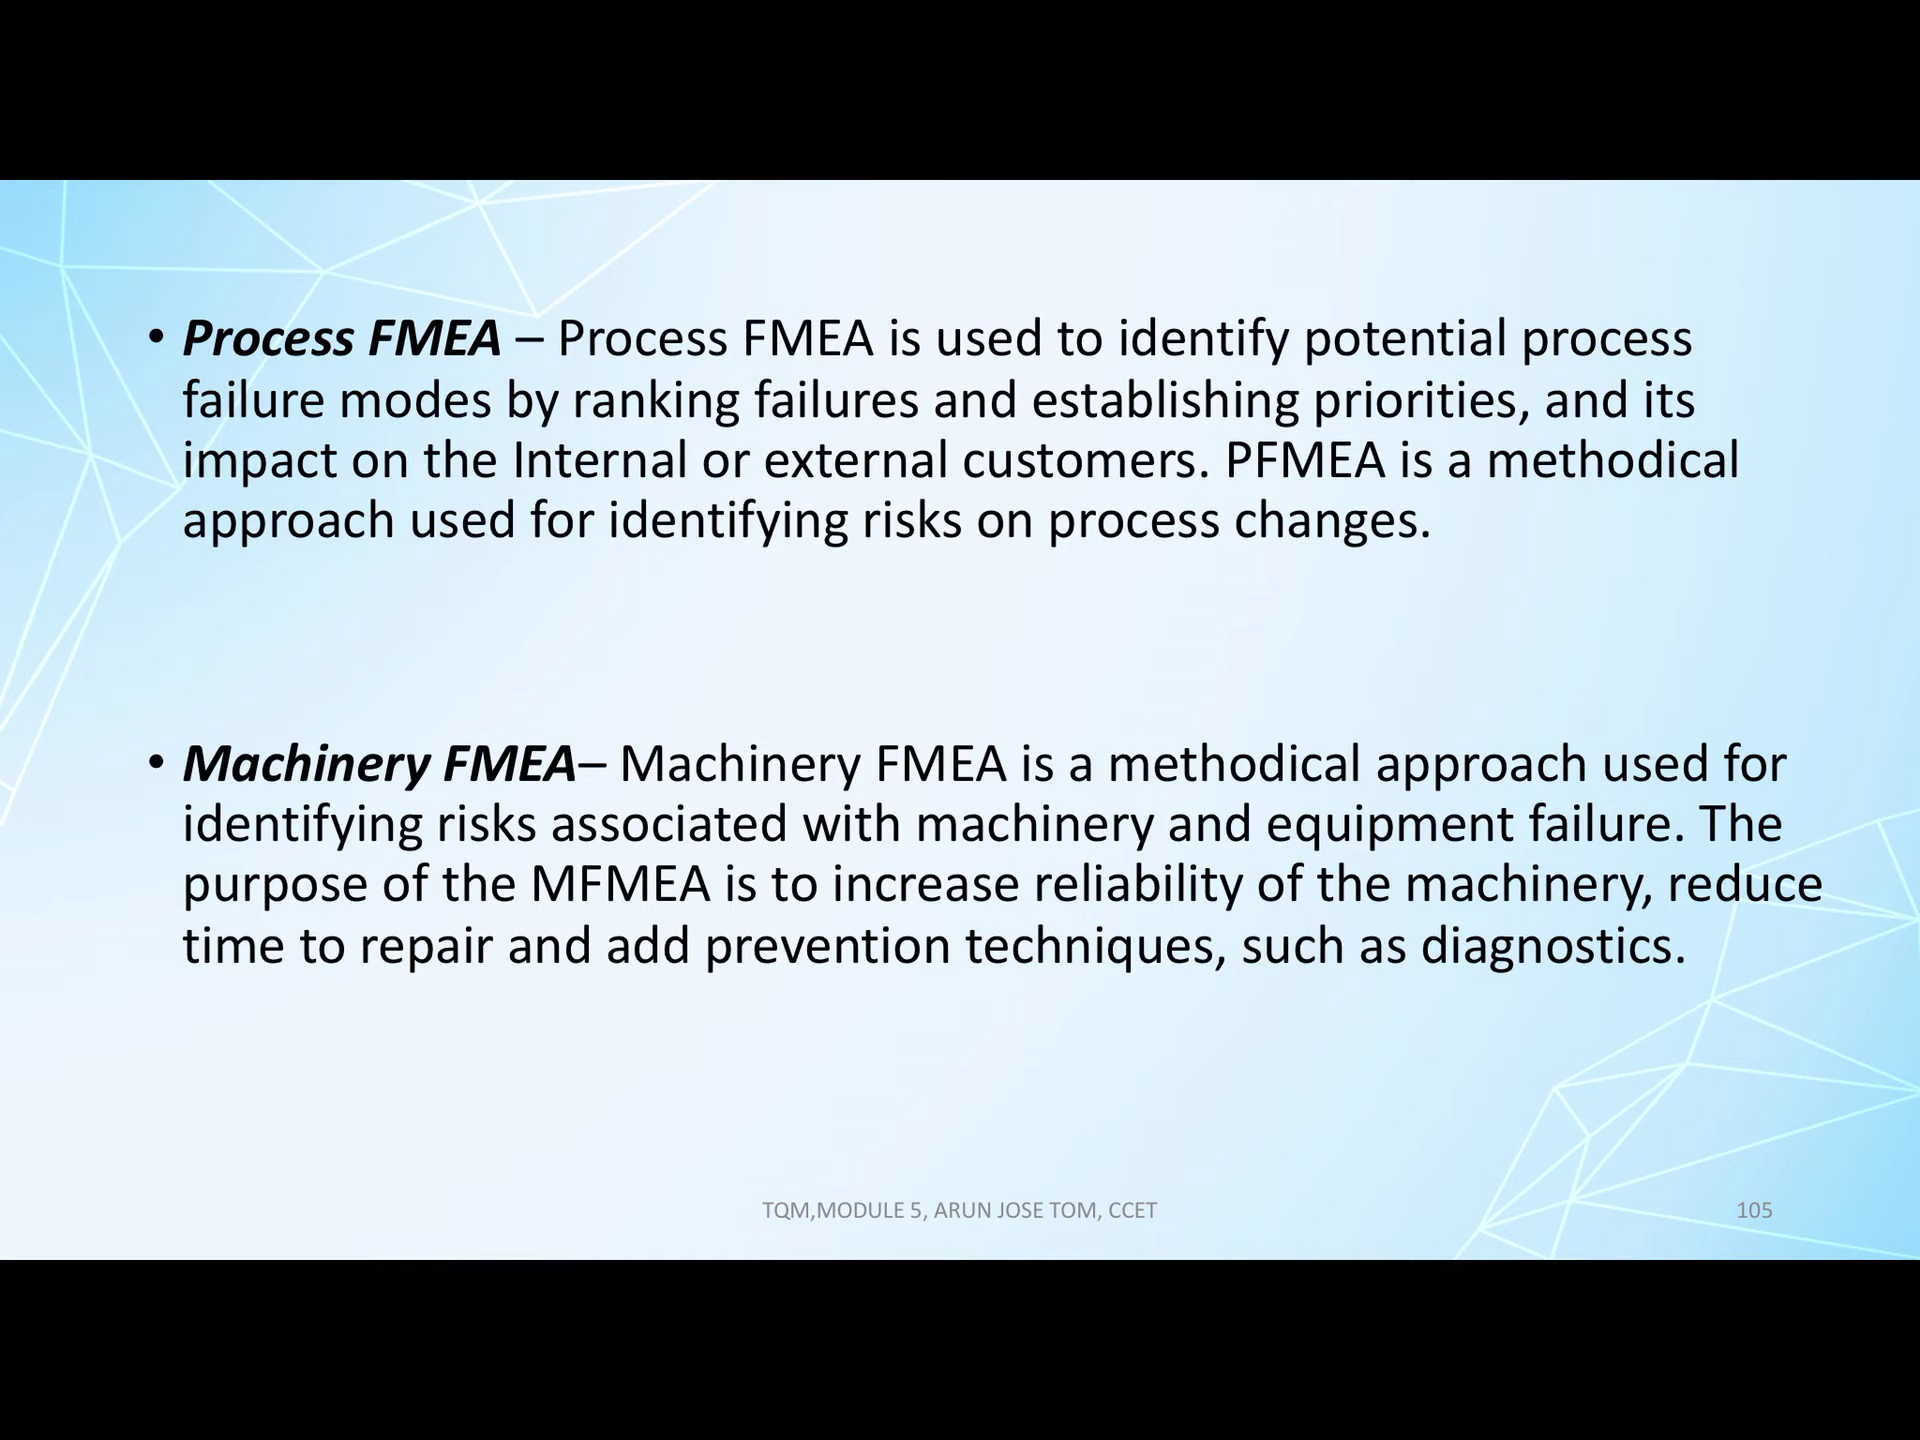 • Process FMEA – Process FMEA is used to identify potential process
failure modes by ranking failures and establishing priorities, and its
impact on the Internal or external customers. PFMEA is a methodical
approach used for identifying risks on process changes.
• Machinery FMEA– Machinery FMEA is a methodical approach used for
identifying risks associated with machinery and equipment failure. The
purpose of the MFMEA is to increase reliability of the machinery, reduce
time to repair and add prevention techniques, such as diagnostics.
TQM,MODULE 5, ARUN JOSE TOM, CCET
105